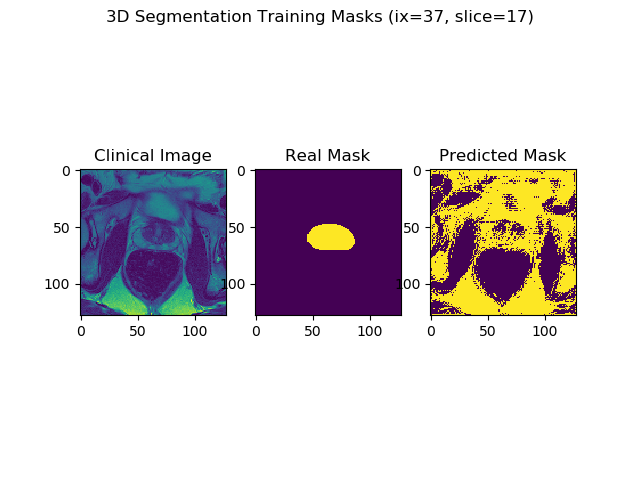 3D Segmentation Training Masks (ix=37, slice=17)
Clinical Image Real Mask Predicted Mask
0 0 0
50 50 50
100 100 100
0 50 100 0 50 100 0 50 100